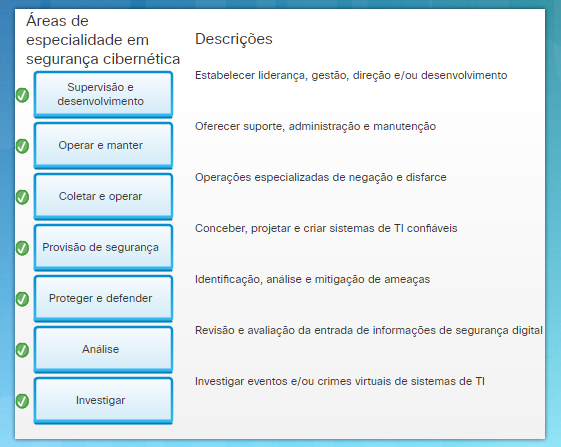 Áreas de
especialidade em
segurança cibernética
Descrições
Supervisão e
desenvolvimento
Estabelecer liderança, gestão, direção e/ou desenvolvimento
Operar e manter
Oferecer suporte, administração e manutenção
Coletar e operar
Operações especializadas de negação e disfarce
Provisão de segurança
Conceber, projetar e criar sistemas de TI confiáveis
Proteger e defender
Identificação, análise e mitigação de ameaças
Análise
Revisão e avaliação da entrada de informações de segurança digital
Investigar
Investigar eventos e/ou crimes virtuais de sistemas de TI